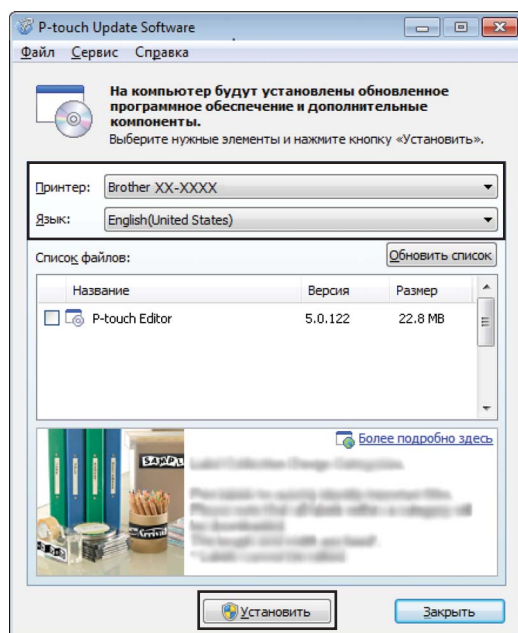 P-touch Update Software
Файл Сервис Справка
На компьютер будут установлены обновленное
программное обеспечение и дополнительные
компоненты.
Выберите нужные элементы и нажмите кнопку «Установить».
Принтер: Brother XX-XXXX
Язык: English(United States)
Список файлов: Обновить список
Название Версия Размер
P-touch Editor 5.0.122 22.8 MB
Более подробно здесь
SAMPL
Arrival
Установить Закрыть